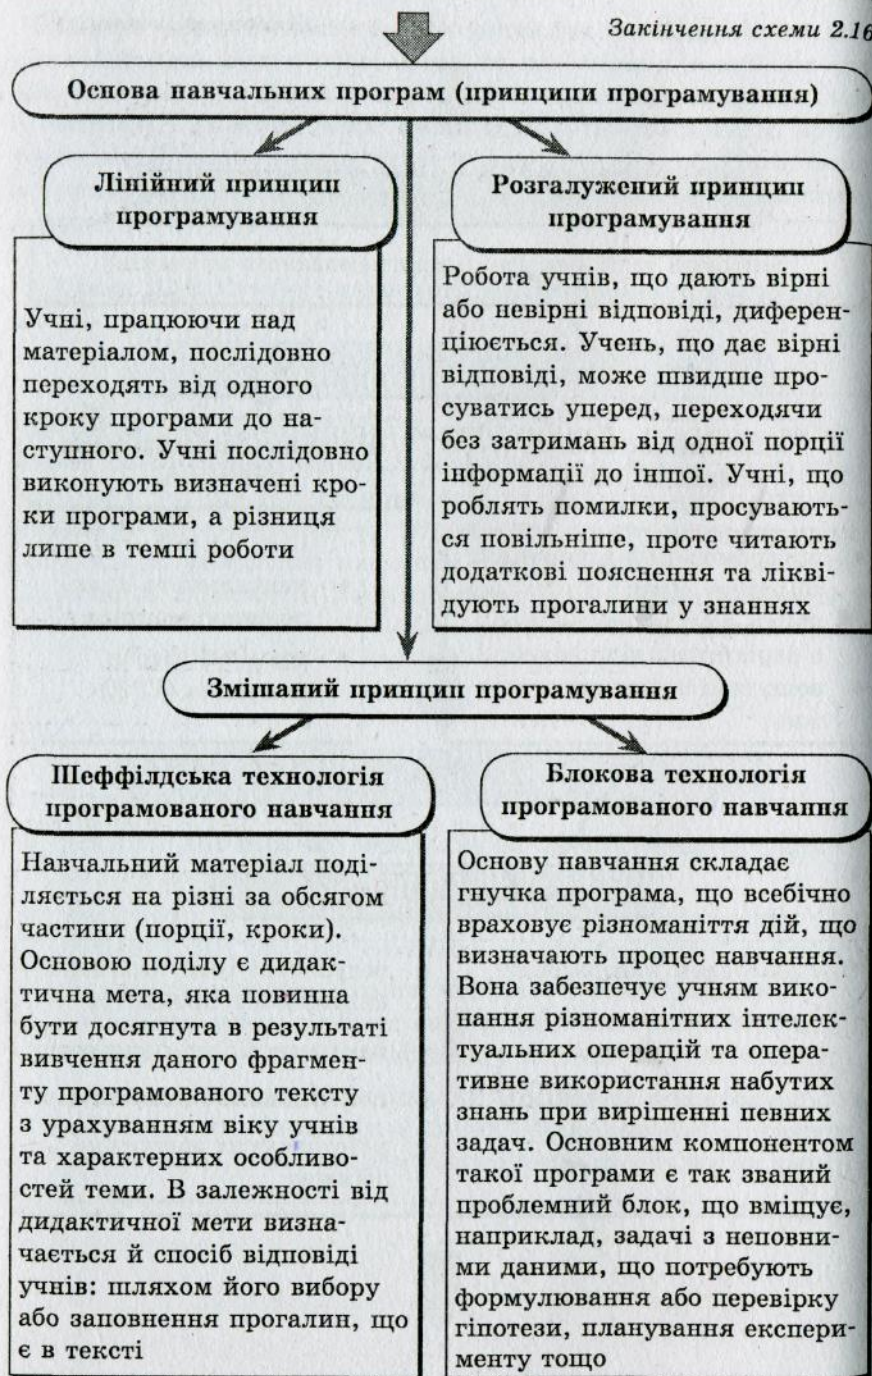 Закінчення схеми 2.16
Основа навчальних програм (принципи програмування)
Лінійний принцип
програмування
Учні, працюючи над
матеріалом, послідовно
переходять від одного
кроку програми до на-
ступного. Учні послідовно
виконують визначені кро-
ки програми, а різниця
лише в темпі роботи
Розгалужений принцип
програмування
Робота учнів, що дають вірні
або невірні відповіді, диферен-
ціюється. Учень, що дає вірні
відповіді, може швидше про-
суватись уперед, переходячи
без затримань від одної порції
інформації до іншої. Учні, що
роблять помилки, просувають-
ся повільніше, проте читають
додаткові пояснення та лікві-
дують прогалини у знаннях
Змішаний принцип програмування
Шеффілдська технологія
програмованого навчання
Навчальний матеріал поді-
ляється на різні за обсягом
частини (порції, кроки).
Основою поділу є дидак-
тична мета, яка повинна
бути досягнута в результаті
вивчення даного фрагмен-
ту програмованого тексту
з урахуванням віку учнів
та характерних особливо-
стей теми. В залежності від
дидактичної мети визна-
чається й спосіб відповіді
учнів: шляхом його вибору
або заповнення прогалин, що
є в тексті
Блокова технологія
програмованого навчання
Основу навчання складає
гнучка програма, що всебічно
враховує різноманіття дій, що
визначають процес навчання.
Вона забезпечує учням вико-
нання різноманітних інтелек-
туальних операцій та опера-
тивне використання набутих
знань при вирішенні певних
задач. Основним компонентом
такої програми є так званий
проблемний блок, що вміщує,
наприклад, задачі з неповни-
ми даними, що потребують
формулювання або перевірку
гіпотези, планування експери-
менту тощо